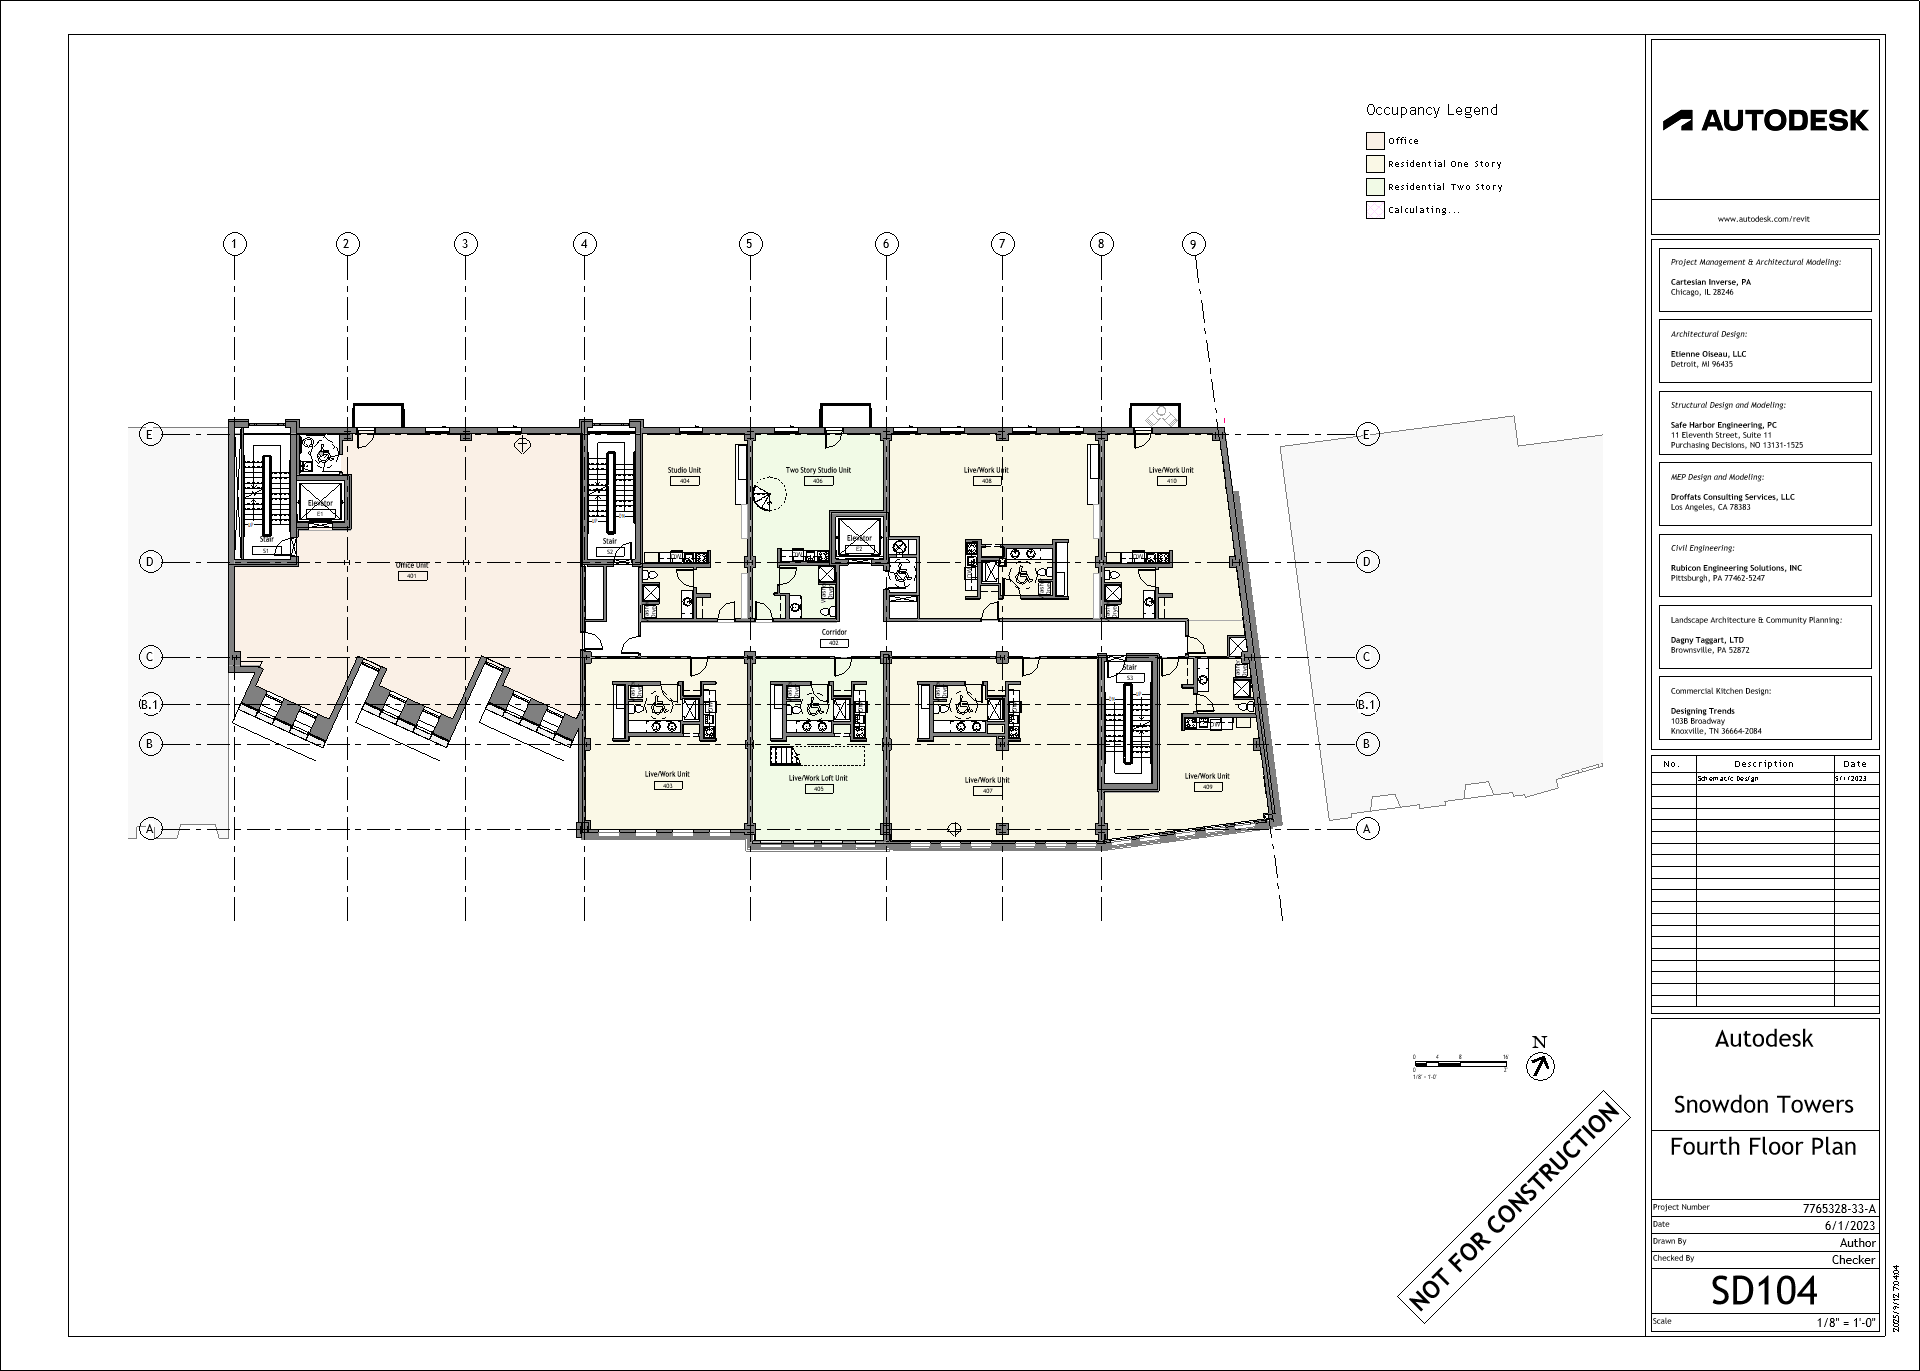 Occupancy Legend
Office
Residential One Story
Residential Two Story
Calculating...
1
2
3
4
5
6
7
8
9
E
E
D
D
C
C
B.1
B.1
B
B
A
A
Stair
S1
Elevator
E1
Office Unit
401
Stair
S2
Studio Unit
404
Two Story Studio Unit
406
Elevator
E2
Live/Work Unit
408
Live/Work Unit
410
Corridor
402
Live/Work Unit
403
Live/Work Loft Unit
405
Live/Work Unit
407
Stair
S3
Live/Work Unit
409
0 4 8 16
1/8" = 1'-0"
N
NOT FOR CONSTRUCTION
AUTODESK
www.autodesk.com/revit
Project Management & Architectural Modeling:
Cartesian Inverse, PA
Chicago, IL 28246
Architectural Design:
Etienne Oiseau, LLC
Detroit, MI 96435
Structural Design and Modeling:
Safe Harbor Engineering, PC
11 Eleventh Street, Suite 11
Purchasing Decisions, NO 13131-1525
MEP Design and Modeling:
Droffats Consulting Services, LLC
Los Angeles, CA 78383
Civil Engineering:
Rubicon Engineering Solutions, INC
Pittsburgh, PA 77462-5247
Landscape Architecture & Community Planning:
Dagny Taggart, LTD
Brownsville, PA 52872
Commercial Kitchen Design:
Designing Trends
103B Broadway
Knoxville, TN 36664-2084
No. Description Date
Schematic Design
Autodesk
Snowdon Towers
Fourth Floor Plan
Project Number 7765328-33-A
Date 6/1/2023
Drawn By Author
Checked By Checker
SD104
Scale 1/8" = 1'-0"
2025/9/12 7:04:04